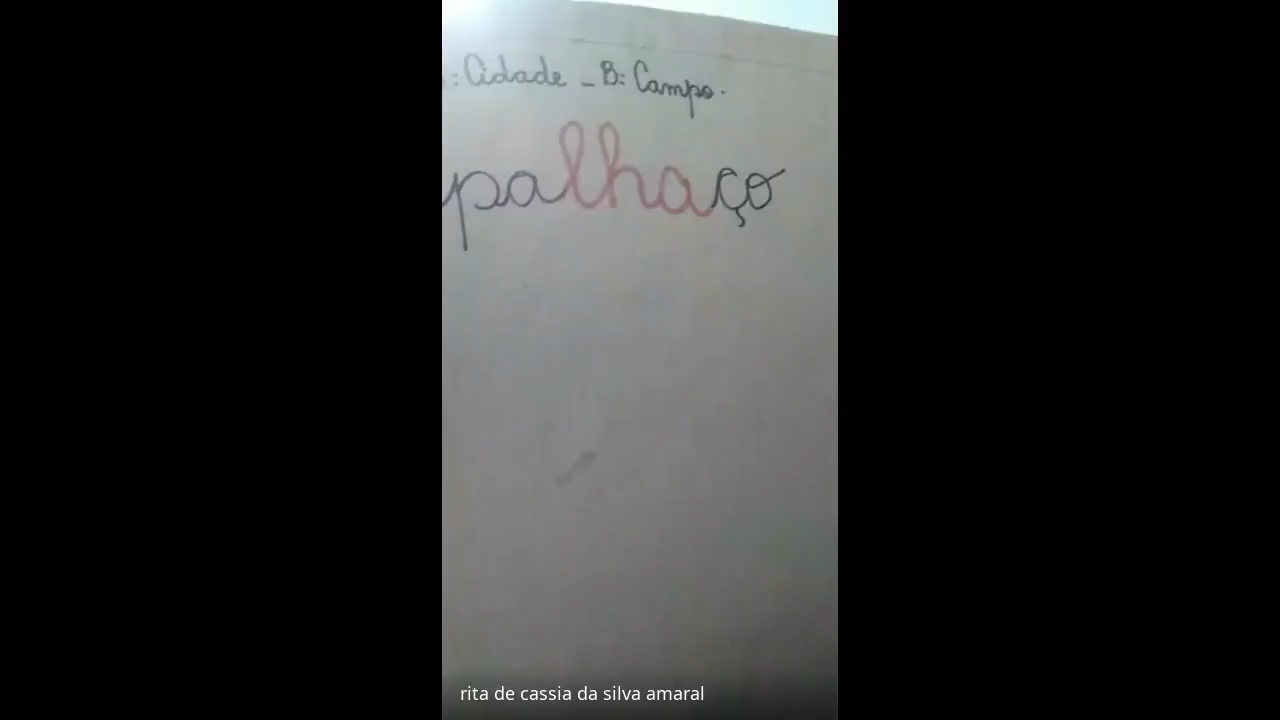 : Cidade - B: Campo.
palhaço
rita de cassia da silva amaral